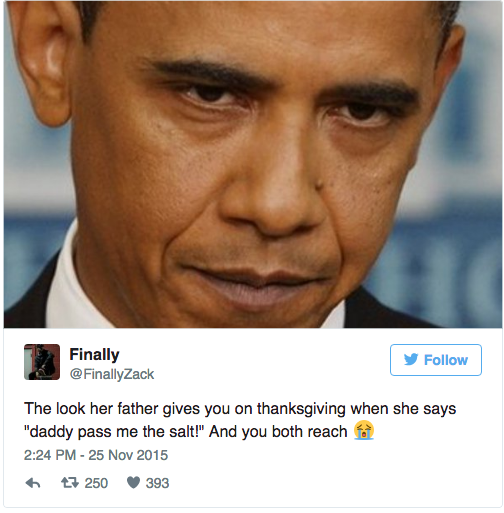 Finally
@FinallyZack
Follow
The look her father gives you on thanksgiving when she says
"daddy pass me the salt!" And you both reach 😭
2:24 PM - 25 Nov 2015
250 393